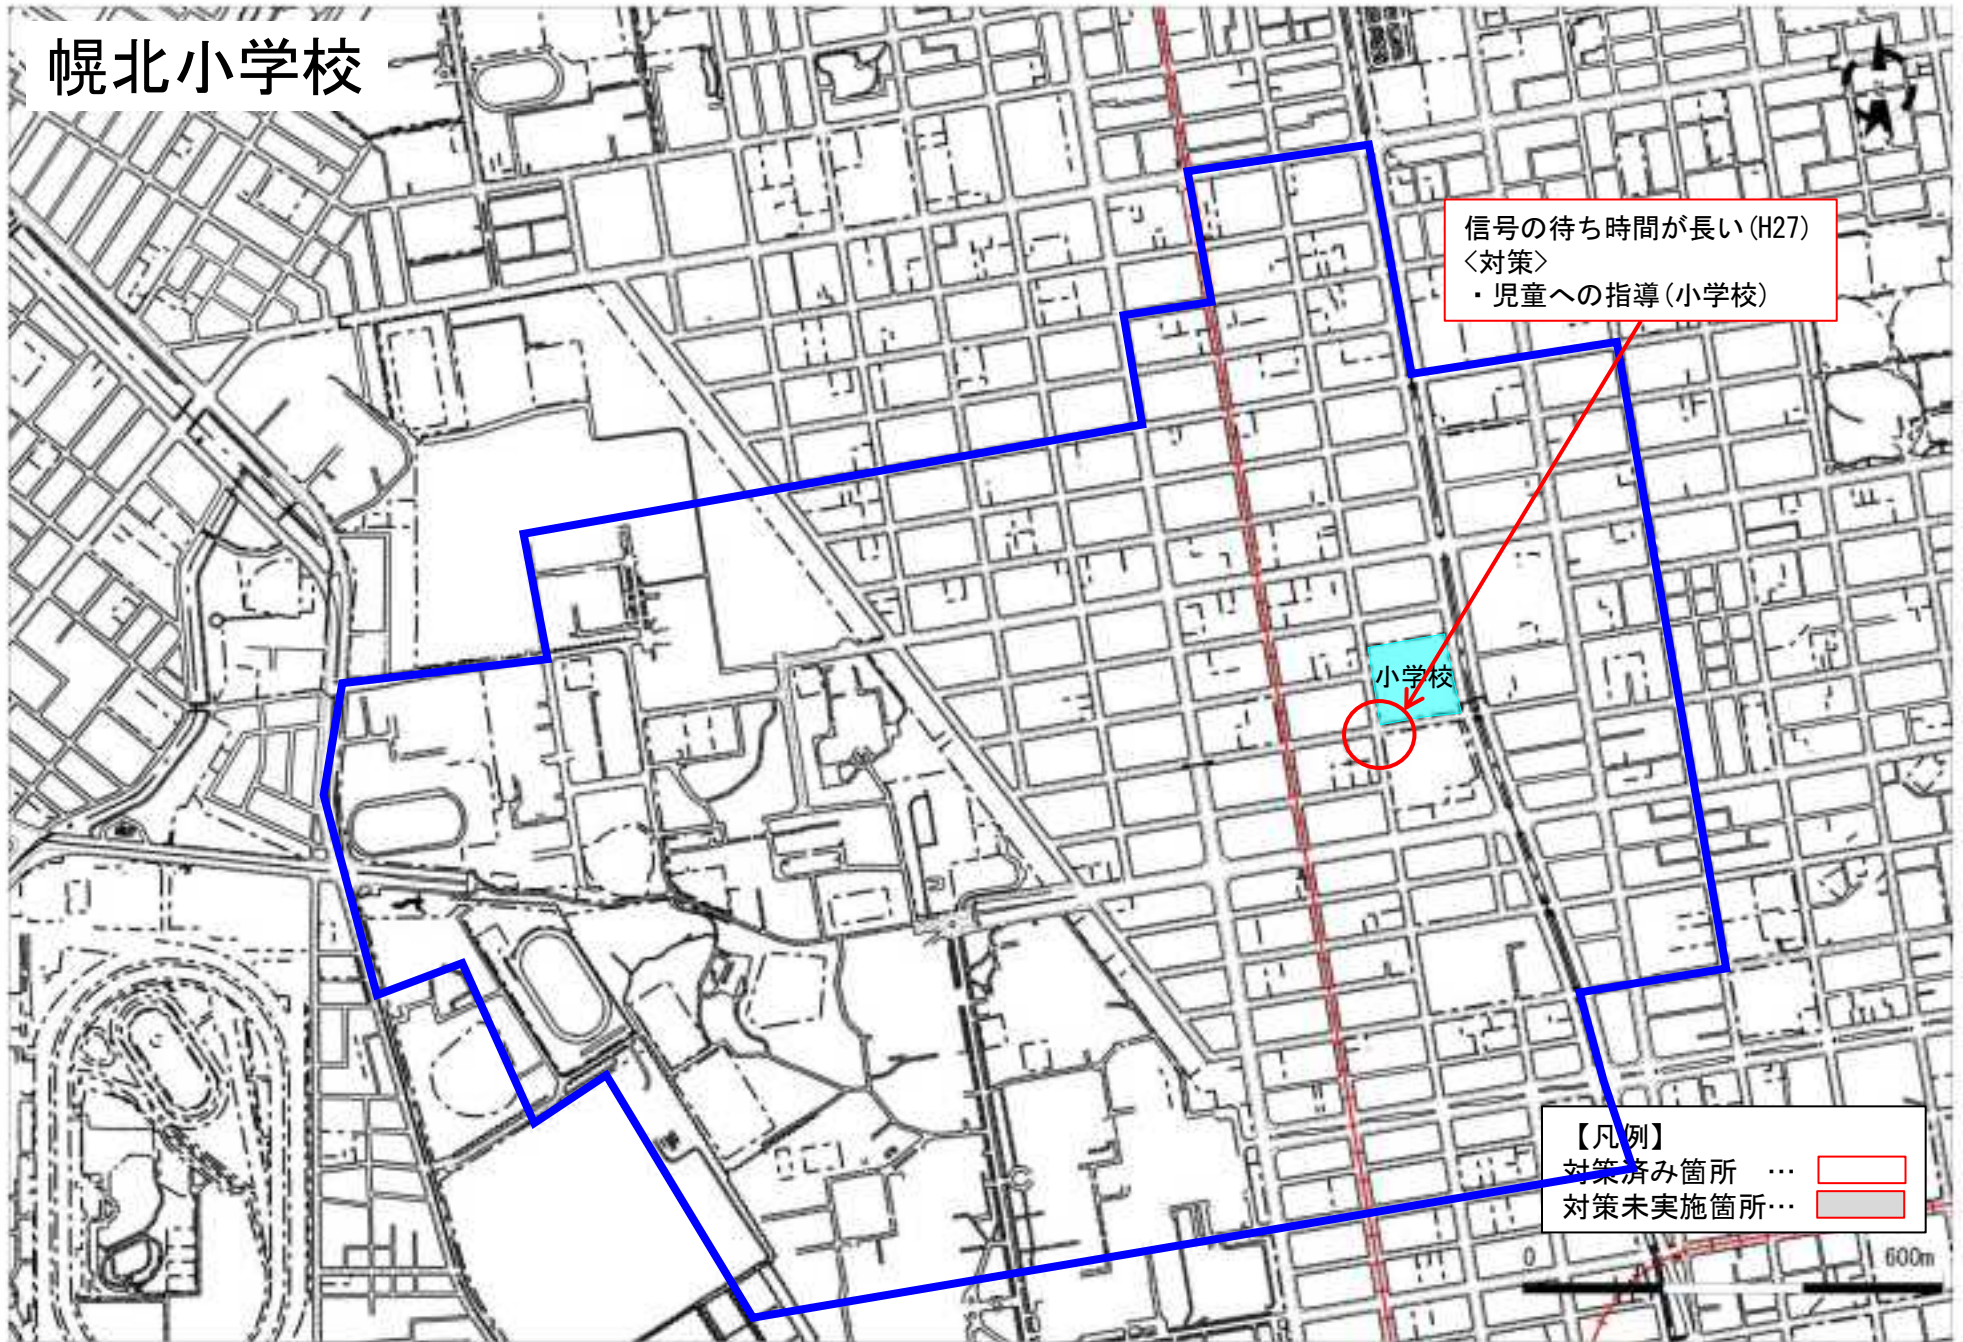 幌北小学校
信号の待ち時間が長い(H27)
<対策>
・児童への指導(小学校)
小学校
【凡例】
対策済み箇所 …
対策未実施箇所…
0 600m